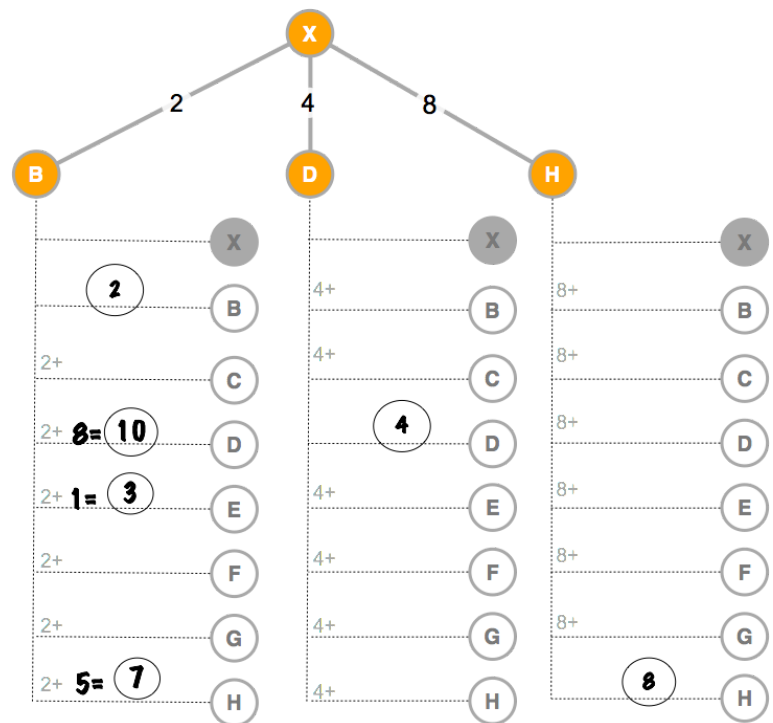 X
2 4 8
B D H
X X X
2 B 4+ B 8+ B
2+ C 4+ C 8+ C
2+ 8= 10 D 4 D 8+ D
2+ 1= 3 E 4+ E 8+ E
2+ F 4+ F 8+ F
2+ G 4+ G 8+ G
2+ 5= 7 H 4+ H 8 H